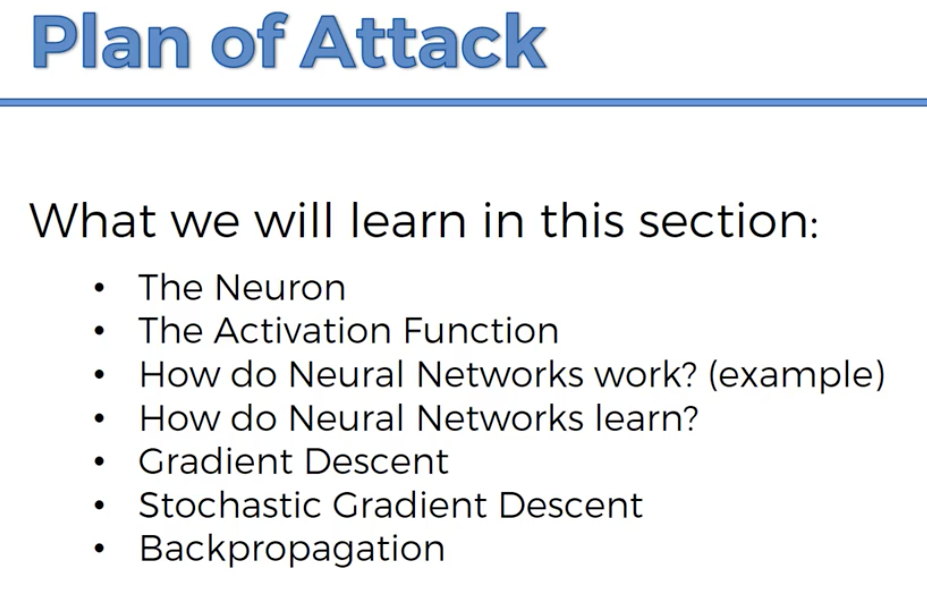 Plan of Attack
What we will learn in this section:
• The Neuron
• The Activation Function
• How do Neural Networks work? (example)
• How do Neural Networks learn?
• Gradient Descent
• Stochastic Gradient Descent
• Backpropagation